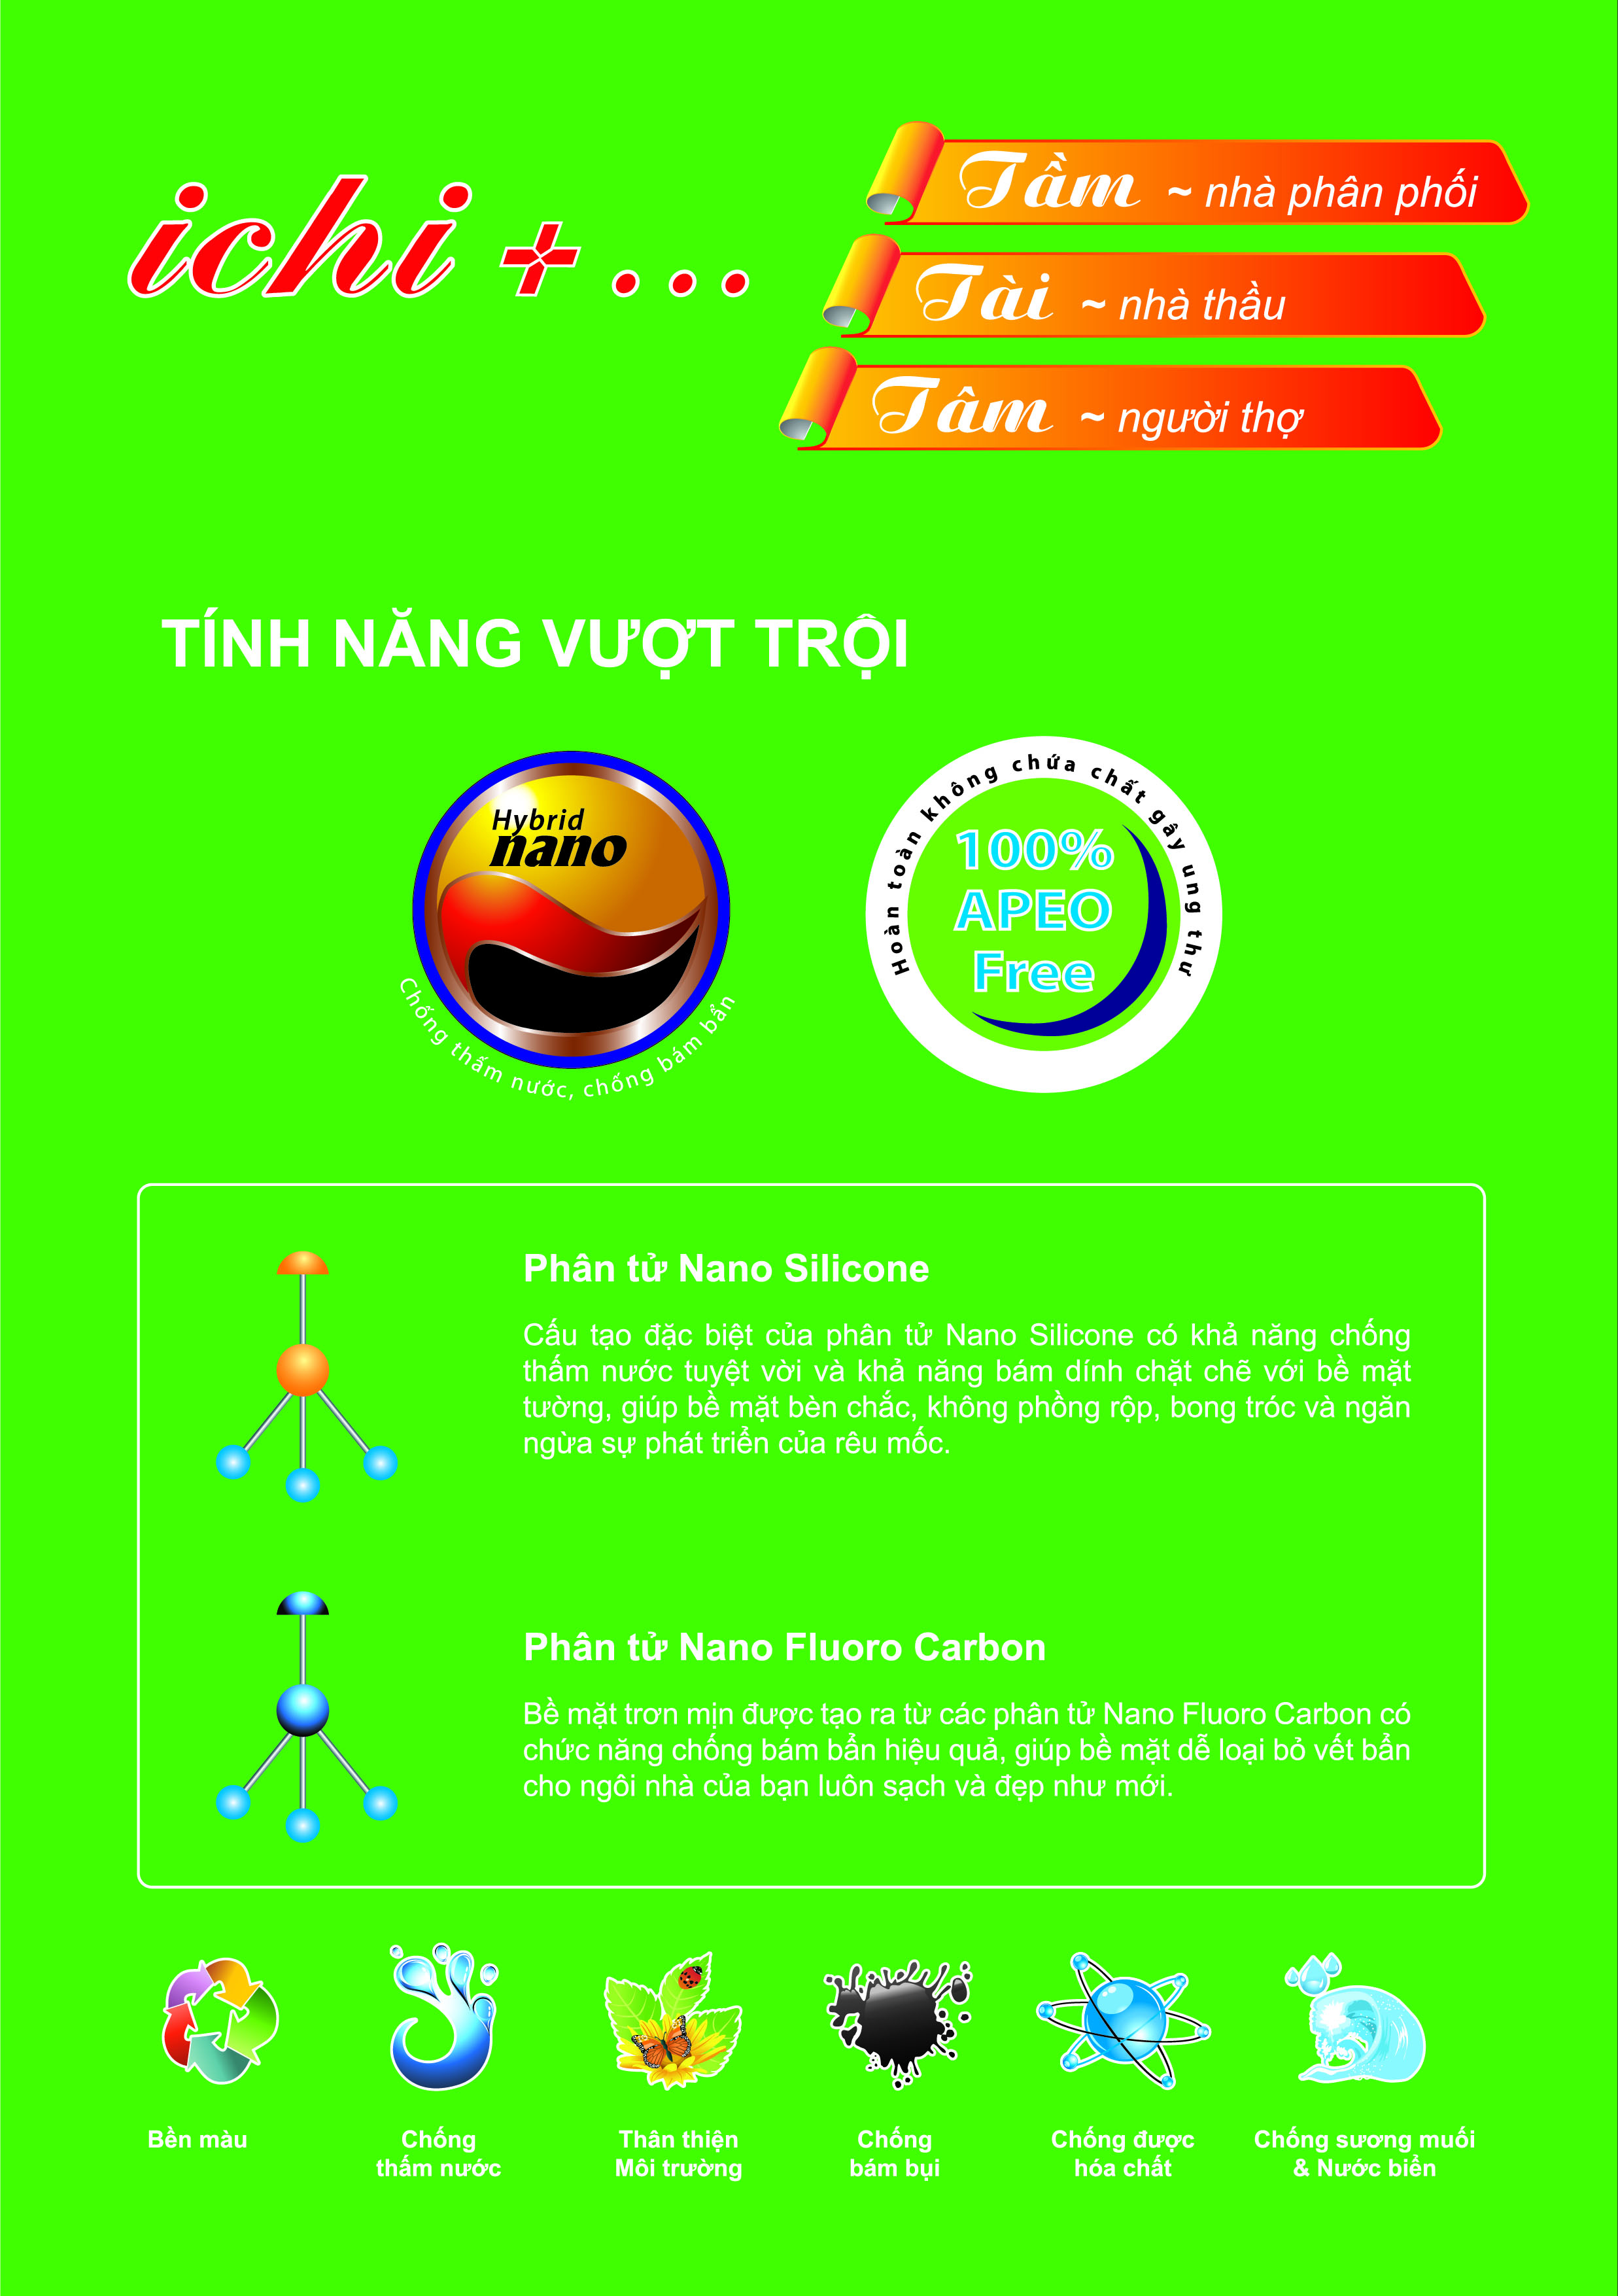 ichi + ...
Tầm ~ nhà phân phối
Tài ~ nhà thầu
Tâm ~ người thợ
TÍNH NĂNG VƯỢT TRỘI
Hybrid
nano
Chống thấm nước, chống bám bẩn
Hoàn toàn không chứa chất gây ung thư
100%
APEO
Free
Phân tử Nano Silicone
Cấu tạo đặc biệt của phân tử Nano Silicone có khả năng chống
thấm nước tuyệt vời và khả năng bám dính chặt chẽ với bề mặt
tường, giúp bề mặt bèn chắc, không phồng rộp, bong tróc và ngăn
ngừa sự phát triển của rêu mốc.
Phân tử Nano Fluoro Carbon
Bề mặt trơn mịn được tạo ra từ các phân tử Nano Fluoro Carbon có
chức năng chống bám bẩn hiệu quả, giúp bề mặt dễ loại bỏ vết bẩn
cho ngôi nhà của bạn luôn sạch và đẹp như mới.
Bền màu
Chống
thấm nước
Thân thiện
Môi trường
Chống
bám bụi
Chống được
hóa chất
Chống sương muối
& Nước biển